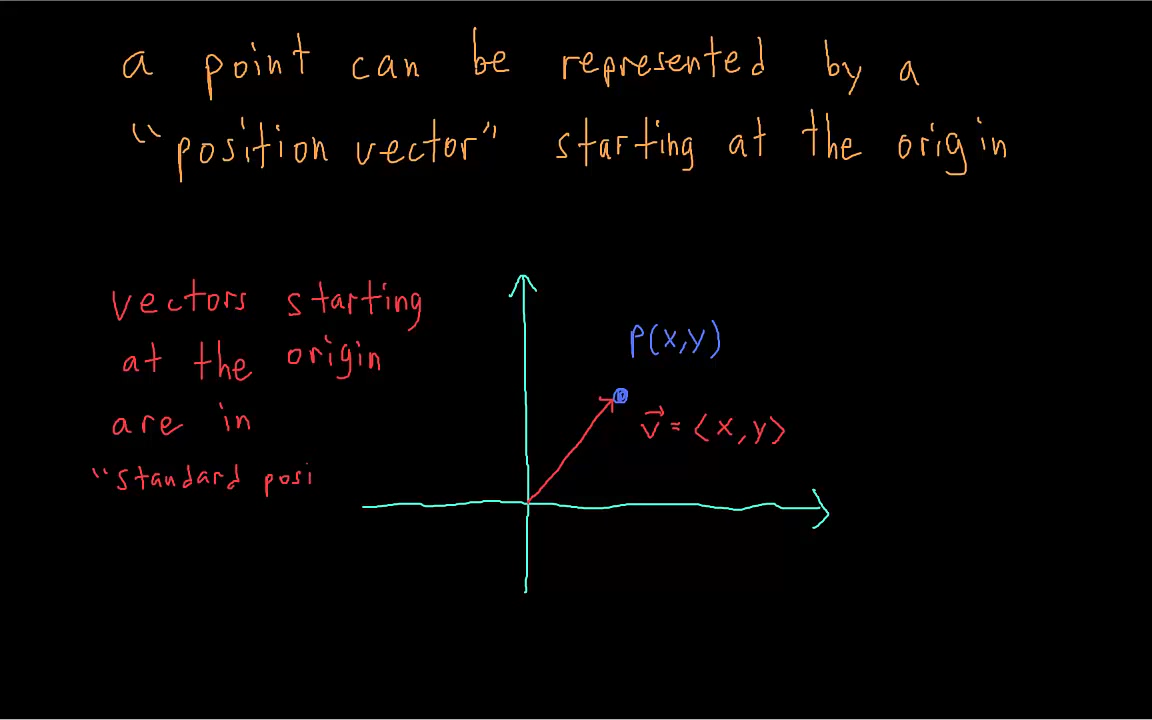 a point can be represented by a
“position vector” starting at the origin
vectors starting
at the origin
are in
“standard posi
P(x,y)
v⃗ = ⟨x,y⟩